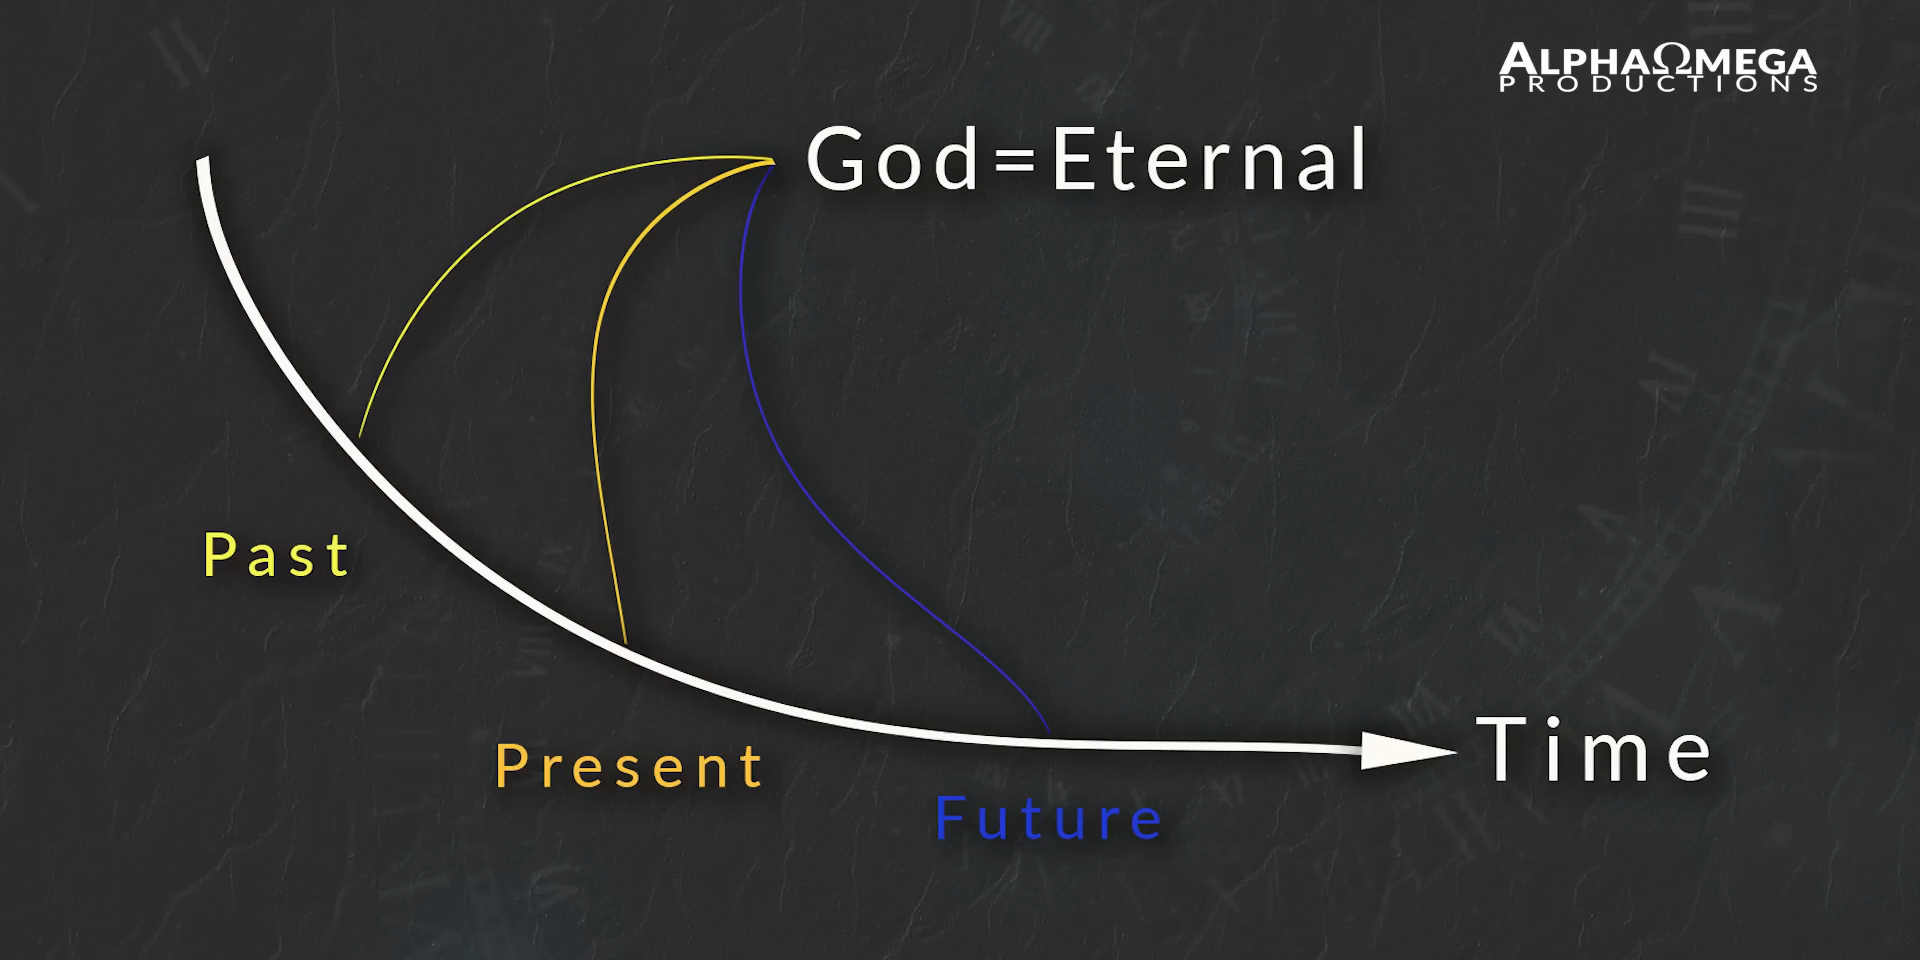 ALPHAΩMEGA
PRODUCTIONS
God=Eternal
Past
Present
Future
Time